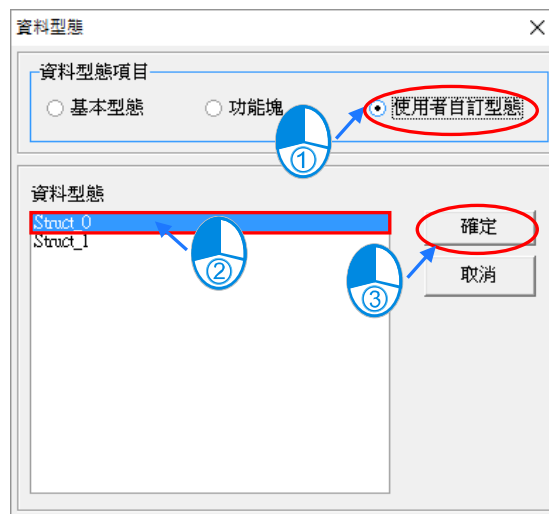 資料型態
資料型態項目
基本型態 功能塊 使用者自訂型態
①
資料型態
Struct_0
Struct_1
確定
取消
②
③